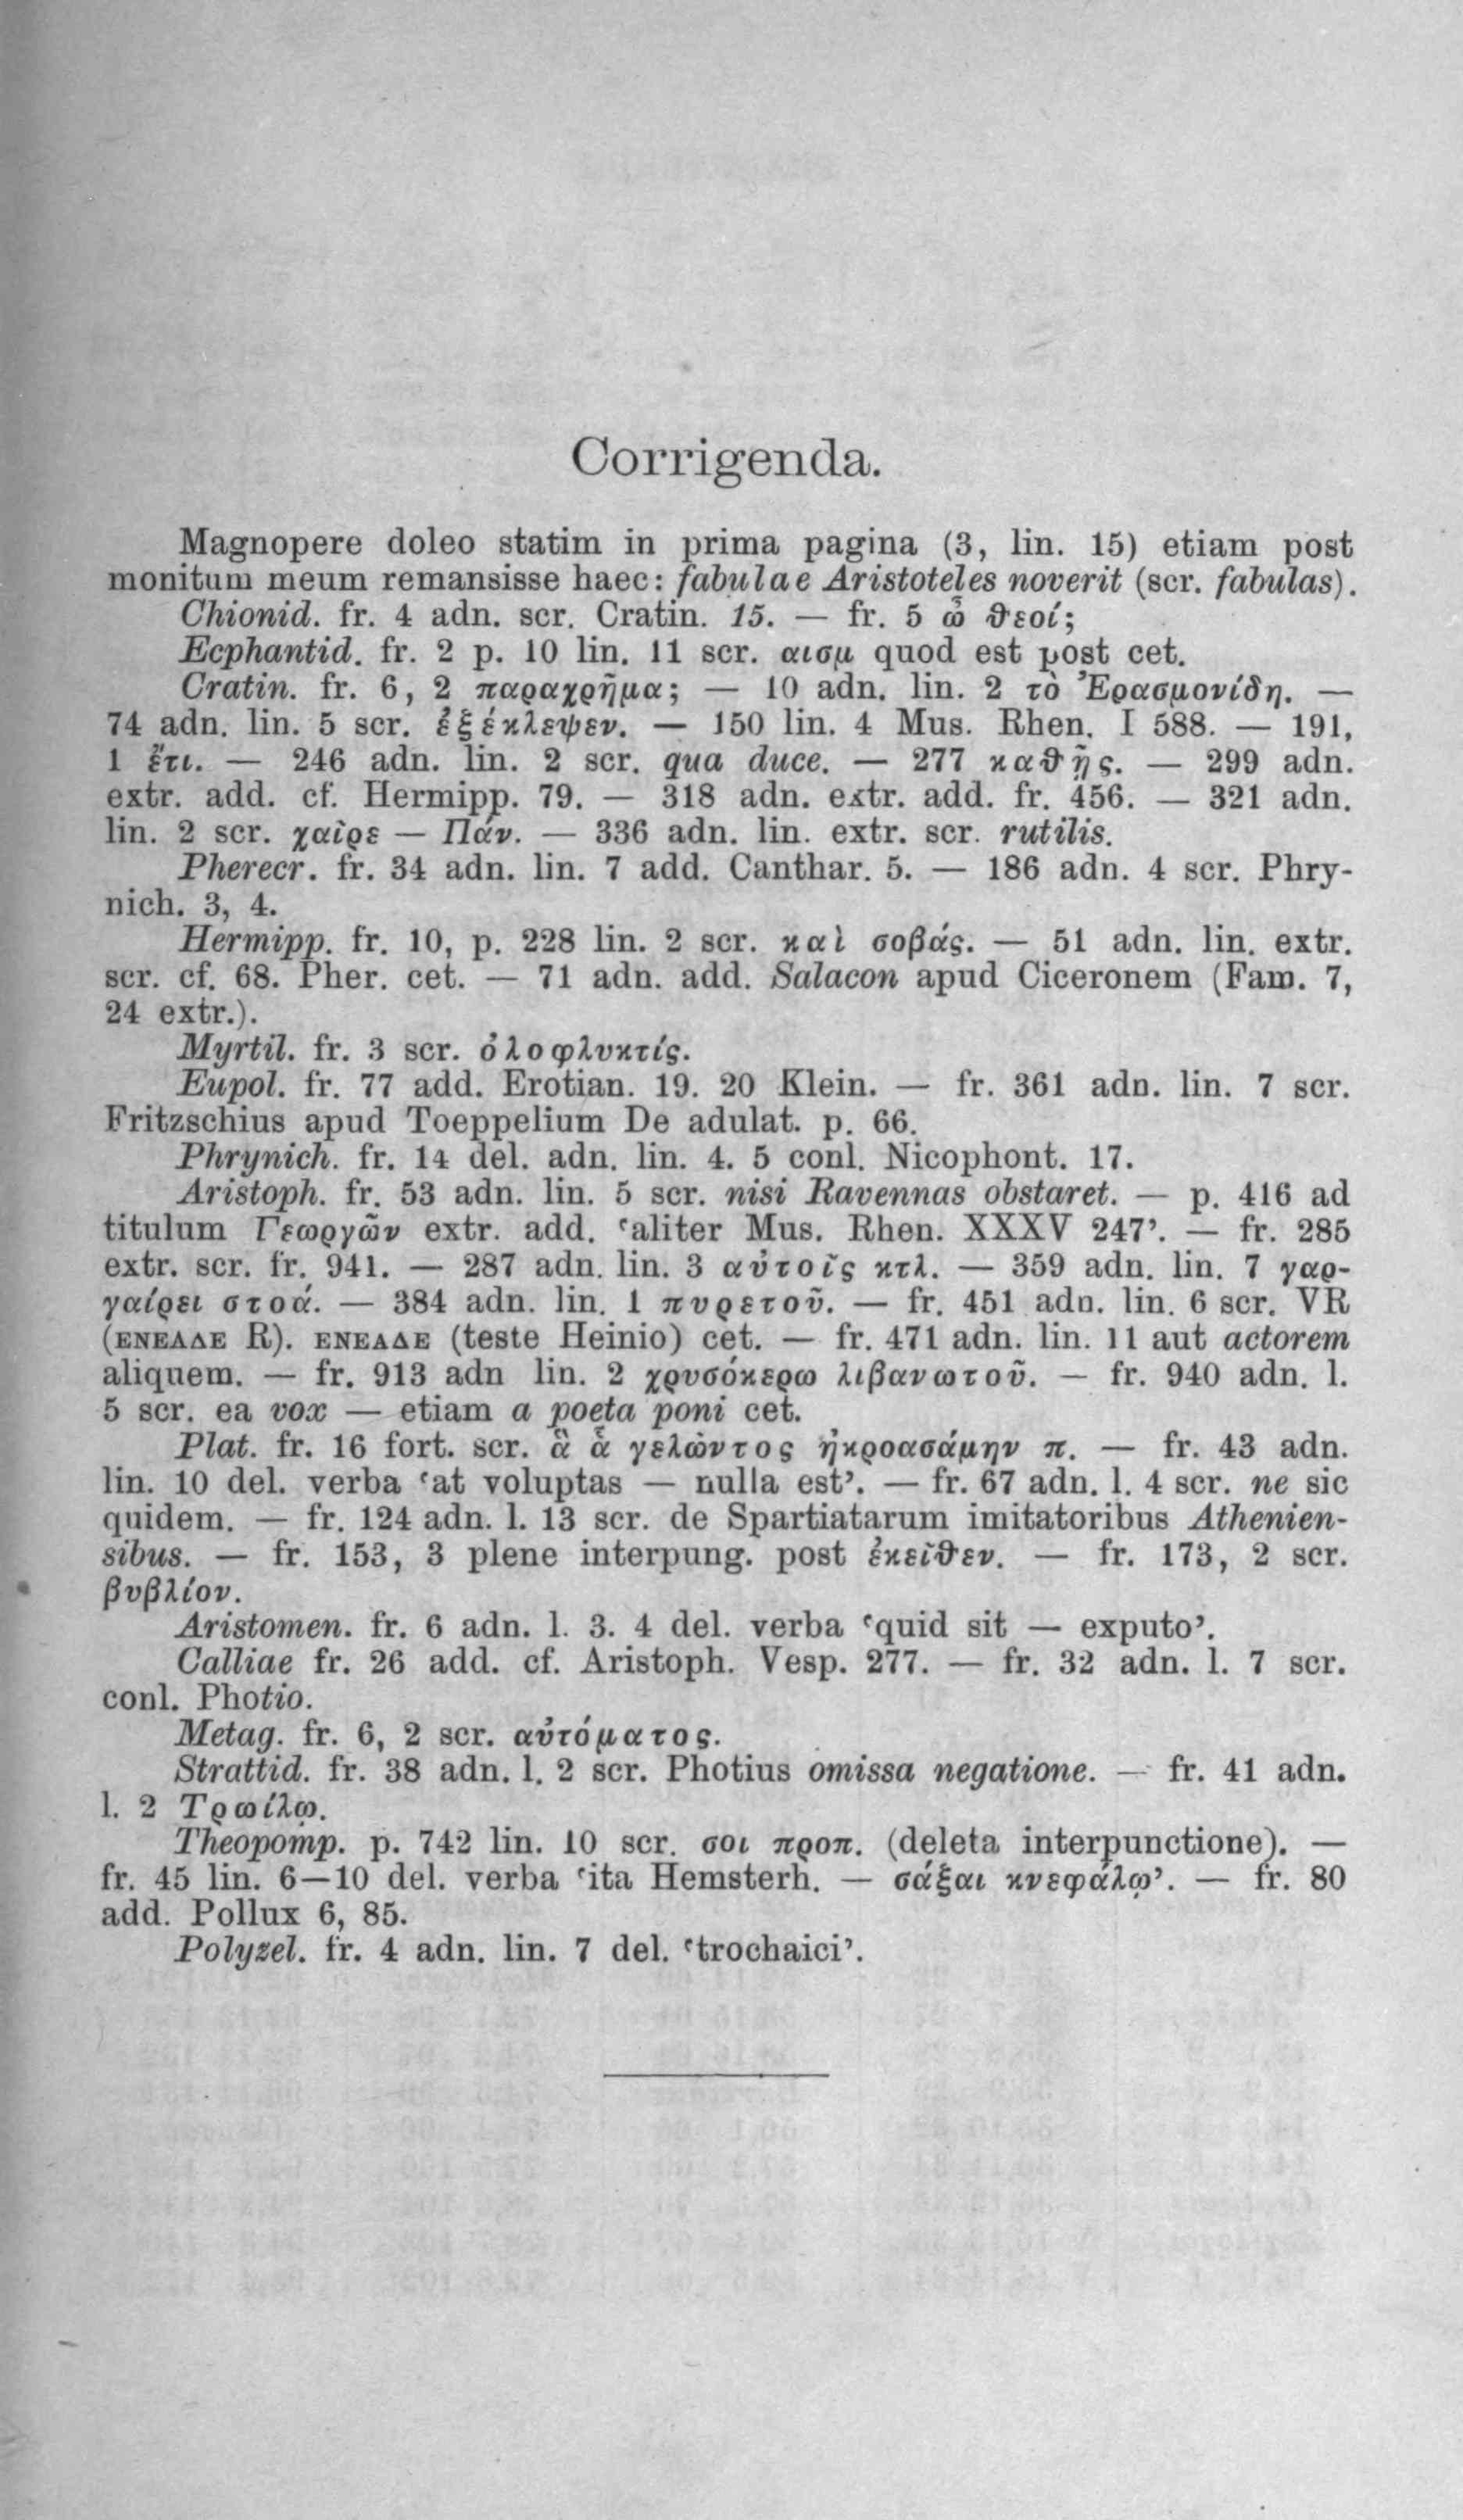 Corrigenda.
Magnopere doleo statim in prima pagina (3, lin. 15) etiam post
monitum meum remansisse haec: fabulae Aristoteles noverit (scr. fabulas).
Chionid. fr. 4 adn. scr. Cratin. 15. — fr. 5 ὦ θεοί;
Ecphantid. fr. 2 p. 10 lin. 11 scr. αισμ quod est post cet.
Cratin. fr. 6, 2 παραχρῆμα; — 10 adn. lin. 2 τὸ Ἐρασμονίδη. —
74 adn. lin. 5 scr. ἐξέκλεψεν. — 150 lin. 4 Mus. Rhen. I 588. — 191,
1 ἔτι. — 246 adn. lin. 2 scr. qua duce. — 277 καθῆς. — 299 adn.
extr. add. cf. Hermipp. 79. — 318 adn. extr. add. fr. 456. — 321 adn.
lin. 2 scr. χαῖρε — Πάν. — 336 adn. lin. extr. scr. rutilis.
Pherecr. fr. 34 adn. lin. 7 add. Canthar. 5. — 186 adn. 4 scr. Phry-
nich. 3, 4.
Hermipp. fr. 10, p. 228 lin. 2 scr. καὶ σοβάς. — 51 adn. lin. extr.
scr. cf. 68. Pher. cet. — 71 adn. add. Salacon apud Ciceronem (Fam. 7,
24 extr.).
Myrtil. fr. 3 scr. ὀλοφλυκτίς.
Eupol. fr. 77 add. Erotian. 19. 20 Klein. — fr. 361 adn. lin. 7 scr.
Fritzschius apud Toeppelium De adulat. p. 66.
Phrynich. fr. 14 del. adn. lin. 4. 5 conl. Nicophont. 17.
Aristoph. fr. 53 adn. lin. 5 scr. nisi Ravennas obstaret. — p. 416 ad
titulum Γεωργῶν extr. add. ‘aliter Mus. Rhen. XXXV 247’. — fr. 285
extr. scr. fr. 941. — 287 adn. lin. 3 αὐτοῖς κτλ. — 359 adn. lin. 7 γαρ-
γαίρει στοά. — 384 adn. lin. 1 πυρετοῦ. — fr. 451 adn. lin. 6 scr. VR
(ΕΝΕΑΔΕ R). ΕΝΕΑΔΕ (teste Heinio) cet. — fr. 471 adn. lin. 11 aut actorem
aliquem. — fr. 913 adn lin. 2 χρυσόκερω λιβανωτοῦ. — fr. 940 adn. l.
5 scr. ea vox — etiam a poeta poni cet.
Plat. fr. 16 fort. scr. ἃ ἆ γελῶντος ἠκροασάμην π. — fr. 43 adn.
lin. 10 del. verba ‘at voluptas — nulla est’. — fr. 67 adn. l. 4 scr. ne sic
quidem. — fr. 124 adn. l. 13 scr. de Spartiatarum imitatoribus Athenien-
sibus. — fr. 153, 3 plene interpung. post ἐκεῖθεν. — fr. 173, 2 scr.
βυβλίον.
Aristomen. fr. 6 adn. l. 3. 4 del. verba ‘quid sit — exputo’.
Calliae fr. 26 add. cf. Aristoph. Vesp. 277. — fr. 32 adn. l. 7 scr.
conl. Photio.
Metag. fr. 6, 2 scr. αὐτόματος.
Strattid. fr. 38 adn. l. 2 scr. Photius omissa negatione. — fr. 41 adn.
l. 2 Τρωίλῳ.
Theopomp. p. 742 lin. 10 scr. σοι προπ. (deleta interpunctione). —
fr. 45 lin. 6—10 del. verba ‘ita Hemsterh. — σάξαι κνεφάλῳ’. — fr. 80
add. Pollux 6, 85.
Polyzel. fr. 4 adn. lin. 7 del. ‘trochaici’.